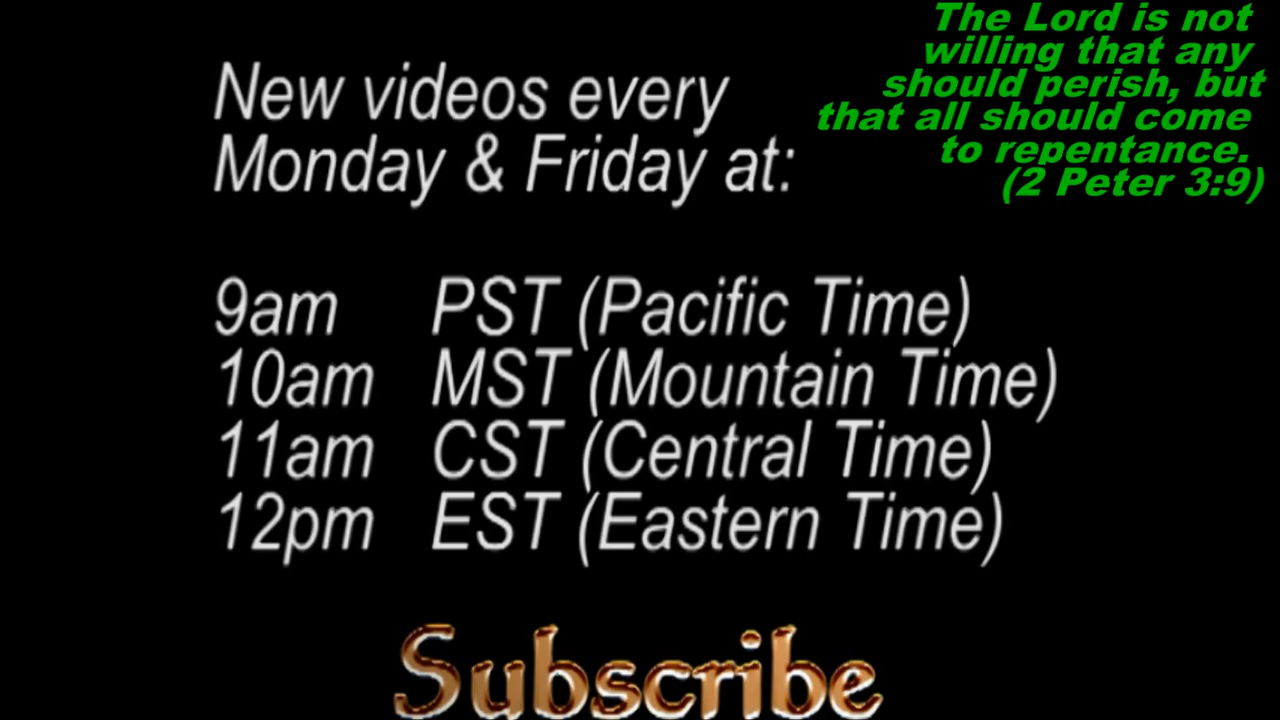 The Lord is not
willing that any
should perish, but
that all should come
to repentance.
(2 Peter 3:9)
New videos every
Monday & Friday at:
9am PST (Pacific Time)
10am MST (Mountain Time)
11am CST (Central Time)
12pm EST (Eastern Time)
Subscribe